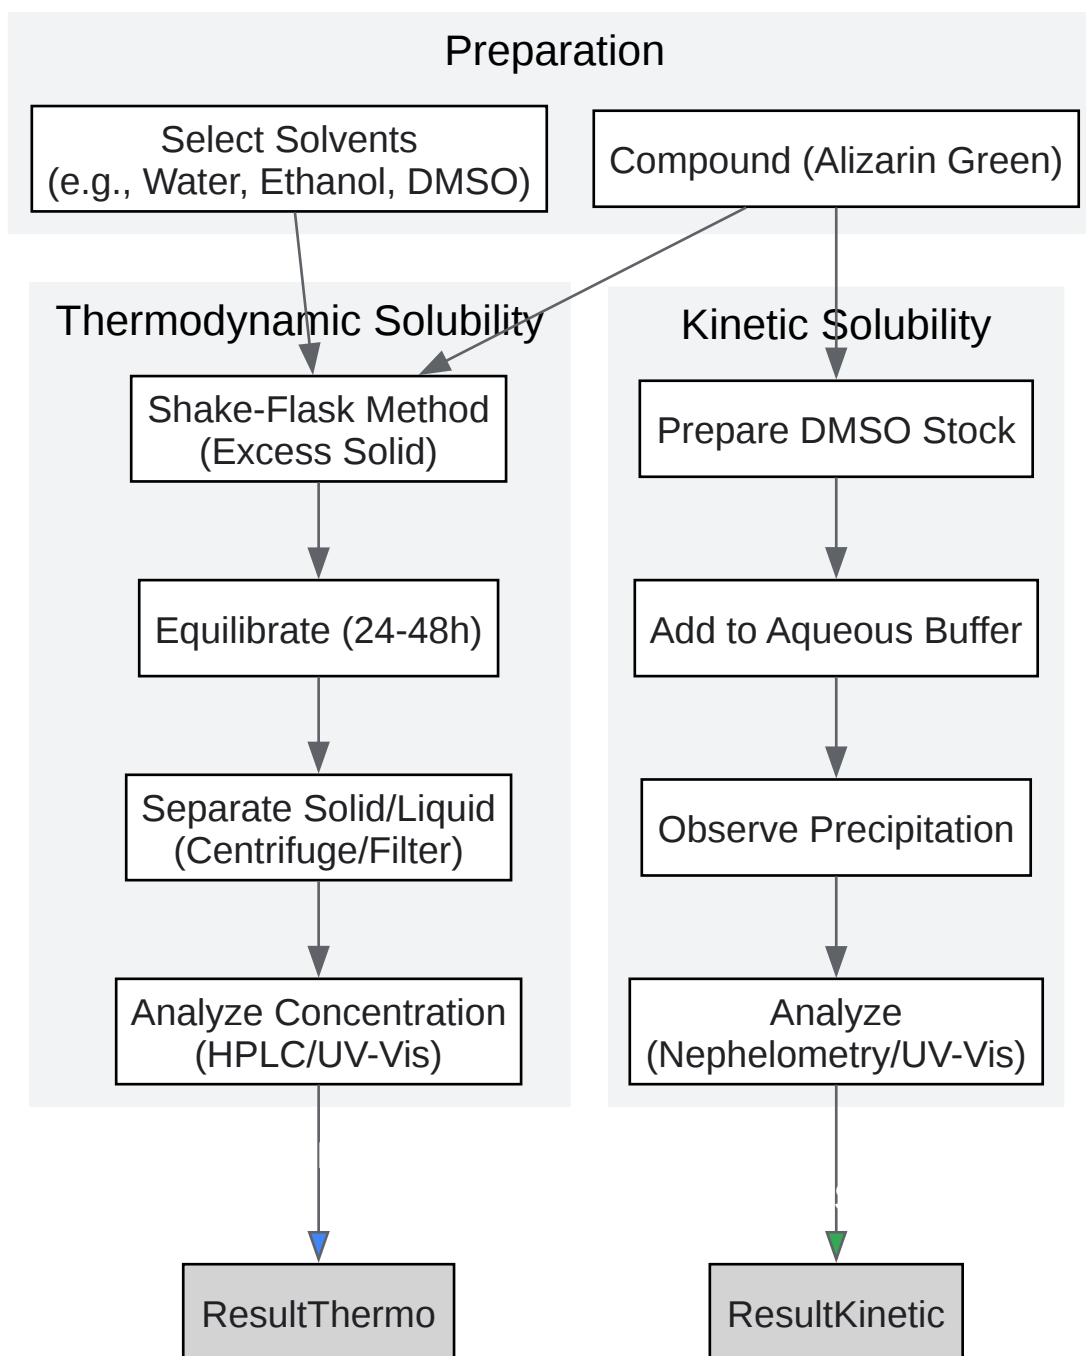 Preparation
Select Solvents
(e.g., Water, Ethanol, DMSO)
Compound (Alizarin Green)
Thermodynamic Solubility
Shake-Flask Method
(Excess Solid)
Equilibrate (24-48h)
Separate Solid/Liquid
(Centrifuge/Filter)
Analyze Concentration
(HPLC/UV-Vis)
Kinetic Solubility
Prepare DMSO Stock
Add to Aqueous Buffer
Observe Precipitation
Analyze
(Nephelometry/UV-Vis)
ResultThermo
ResultKinetic